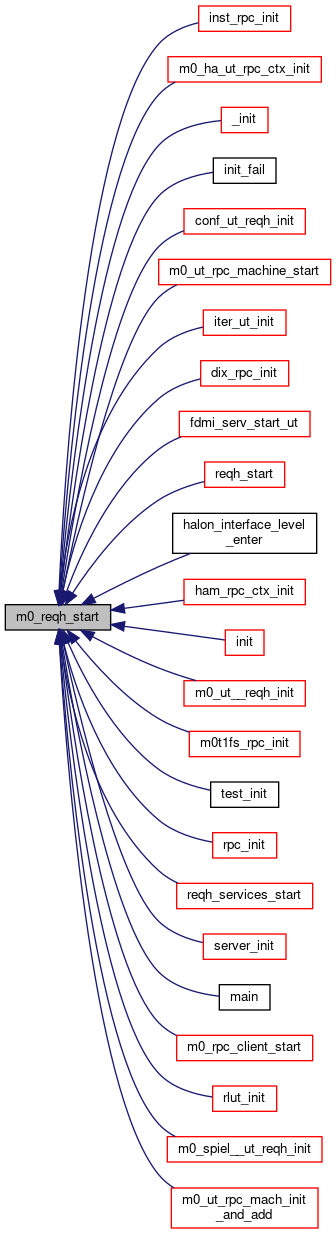 inst_rpc_init
m0_ha_ut_rpc_ctx_init
_init
init_fail
conf_ut_reqh_init
m0_ut_rpc_machine_start
iter_ut_init
dix_rpc_init
fdmi_serv_start_ut
reqh_start
halon_interface_level
_enter
ham_rpc_ctx_init
m0_reqh_start
init
m0_ut__reqh_init
m0t1fs_rpc_init
test_init
rpc_init
reqh_services_start
server_init
main
m0_rpc_client_start
rlut_init
m0_spiel__ut_reqh_init
m0_ut_rpc_mach_init
_and_add